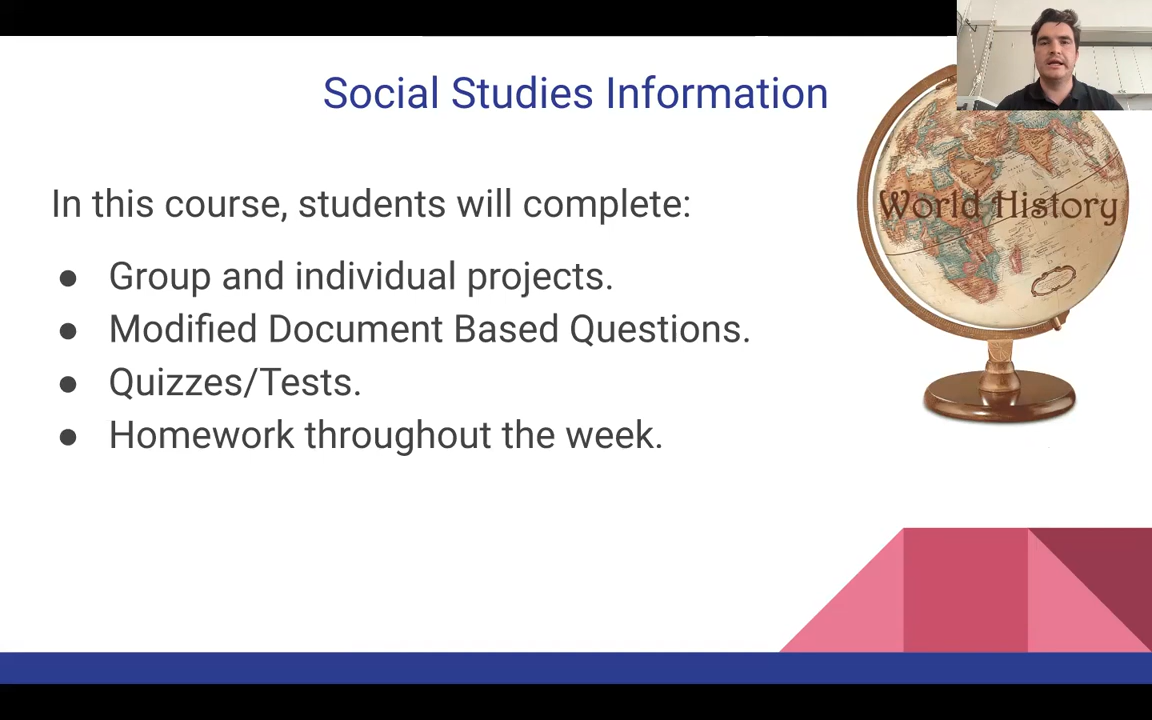 Social Studies Information
In this course, students will complete:
● Group and individual projects.
● Modified Document Based Questions.
● Quizzes/Tests.
● Homework throughout the week.
World History